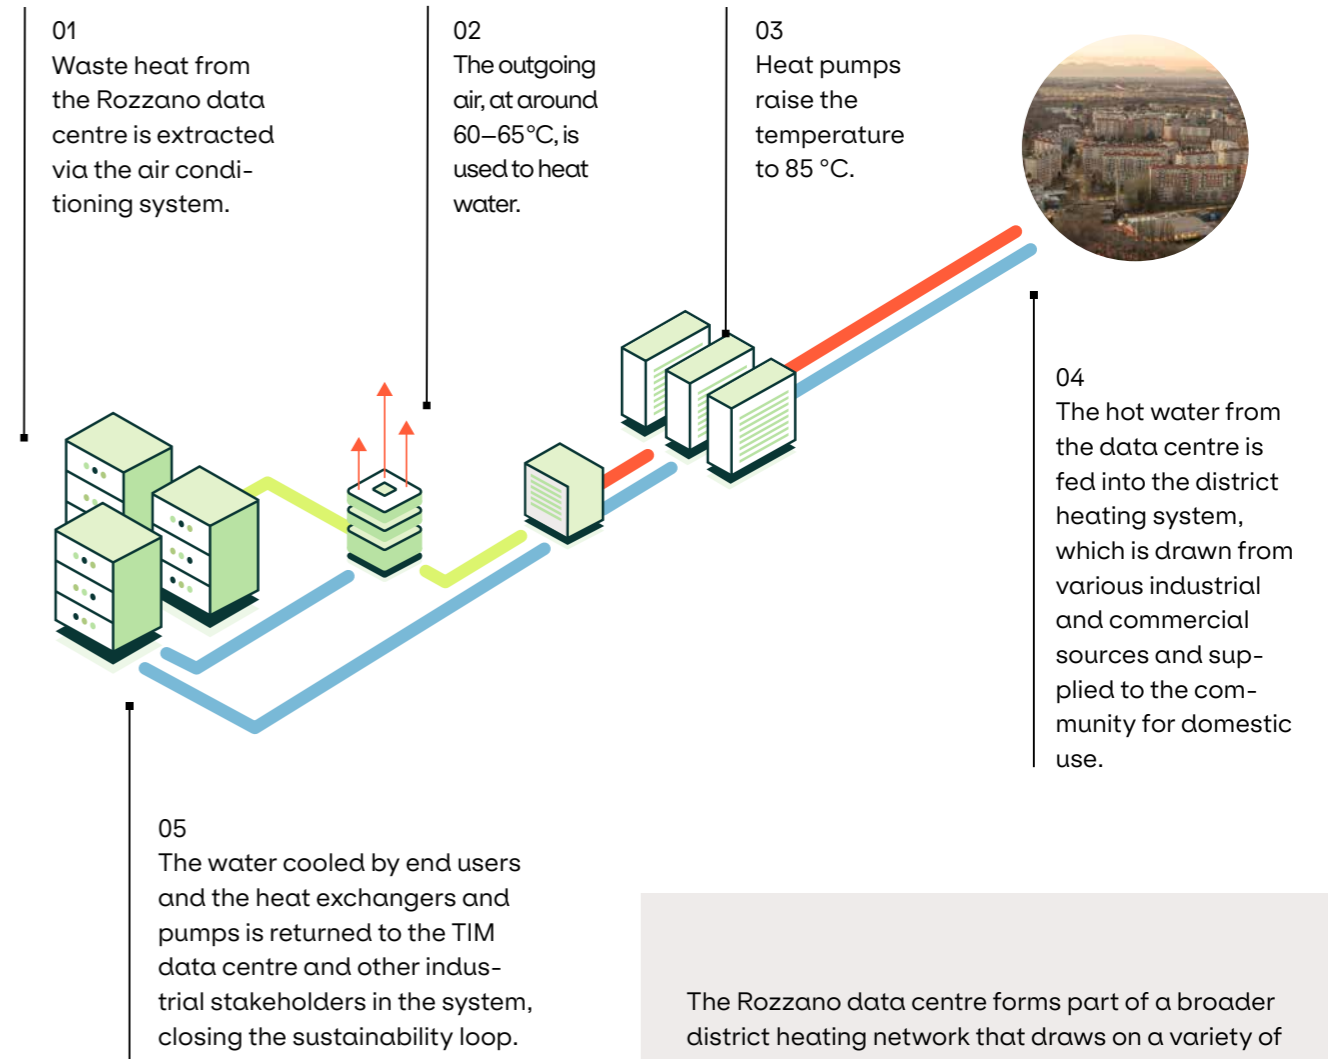 01
Waste heat from
the Rozzano data
centre is extracted
via the air condi-
tioning system.
02
The outgoing
air, at around
60–65°C, is
used to heat
water.
03
Heat pumps
raise the
temperature
to 85 °C.
04
The hot water from
the data centre is
fed into the district
heating system,
which is drawn from
various industrial
and commercial
sources and sup-
plied to the com-
munity for domestic
use.
05
The water cooled by end users
and the heat exchangers and
pumps is returned to the TIM
data centre and other indus-
trial stakeholders in the system,
closing the sustainability loop.
The Rozzano data centre forms part of a broader
district heating network that draws on a variety of